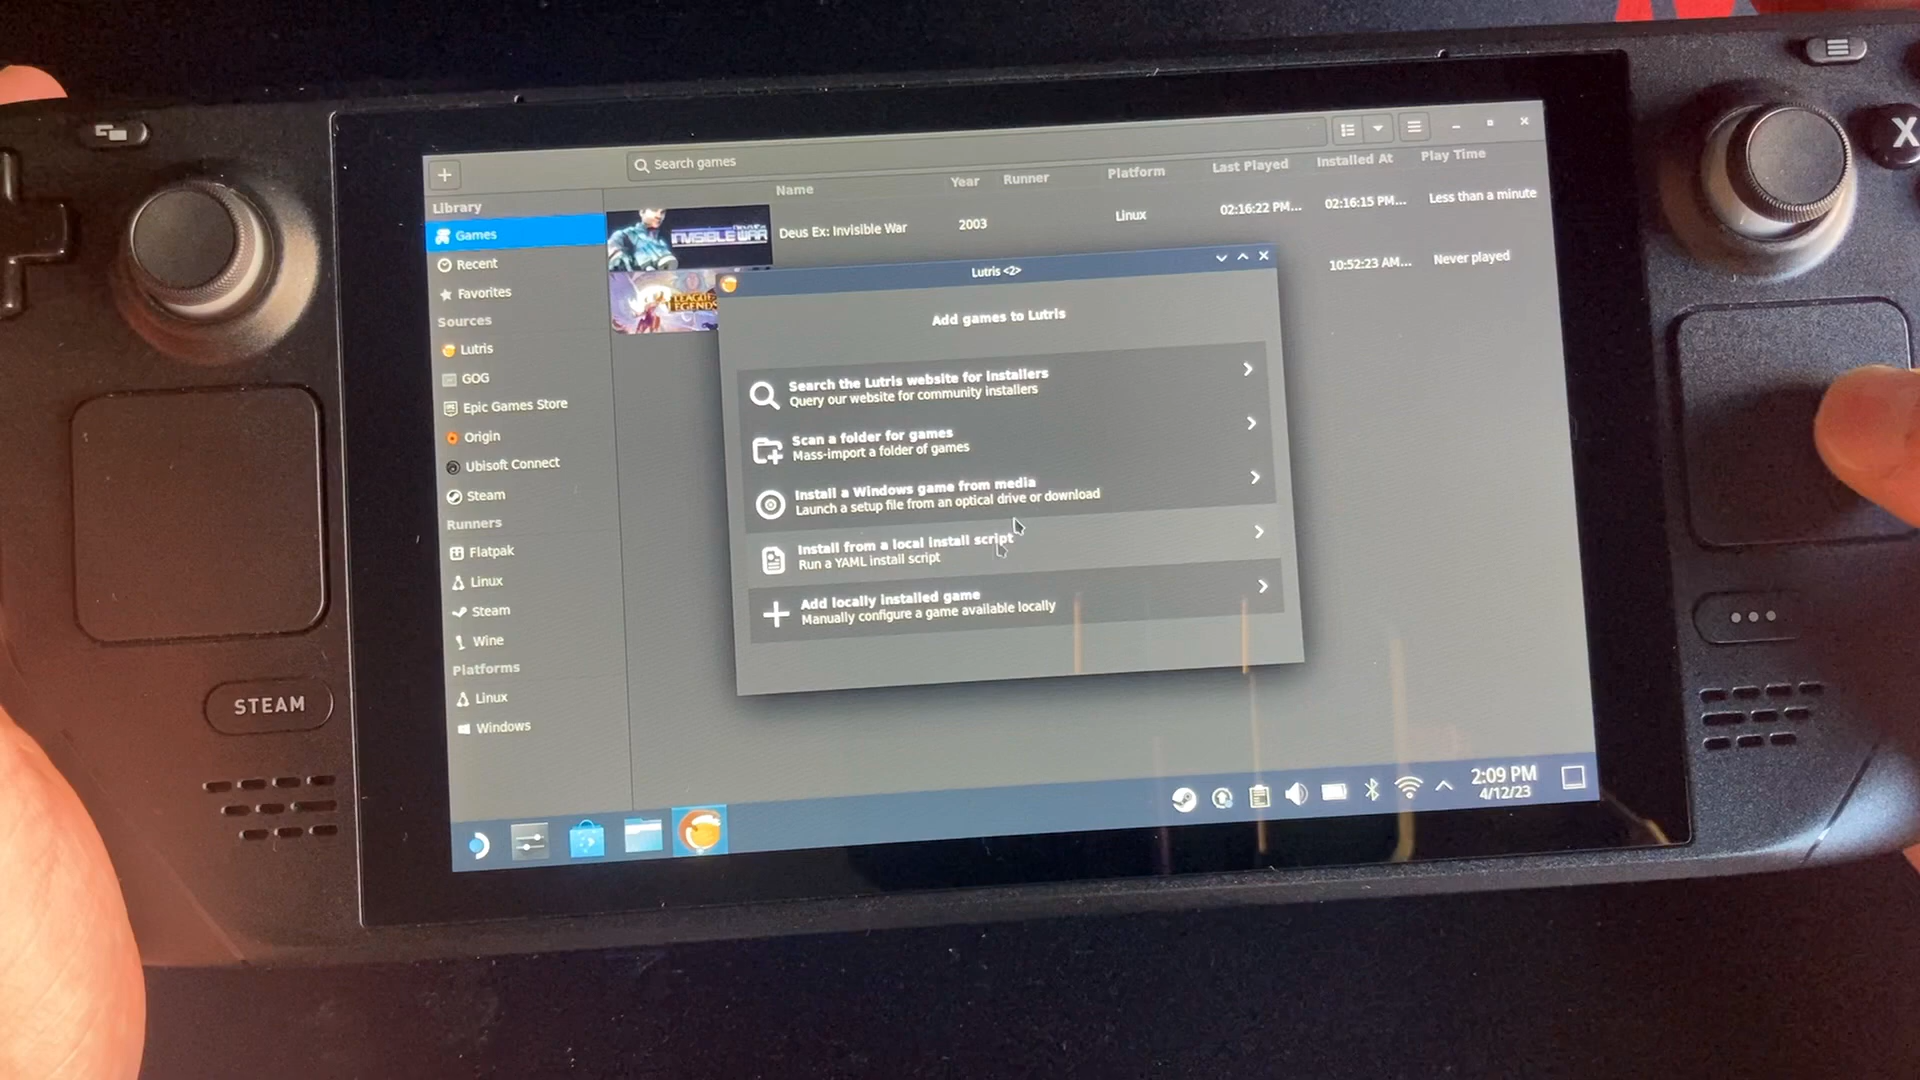 Search games
Name
Year
Runner
Platform
Last Played
Installed At
Play Time
Library
Games
Recent
Favorites
Sources
Lutris
GOG
Epic Games Store
Origin
Ubisoft Connect
Steam
Runners
Flatpak
Linux
Steam
Wine
Platforms
Linux
Windows
INVISIBLE WAR
Deus Ex: Invisible War
2003
Linux
02:16:22 PM...
02:16:15 PM...
Less than a minute
LEAGUE
LEGENDS
10:52:23 AM...
Never played
Lutris <2>
Add games to Lutris
Search the Lutris website for installers
Query our website for community installers
Scan a folder for games
Mass-import a folder of games
Install a Windows game from media
Launch a setup file from an optical drive or download
Install from a local install script
Run a YAML install script
Add locally installed game
Manually configure a game available locally
2:09 PM
4/12/23
STEAM
X